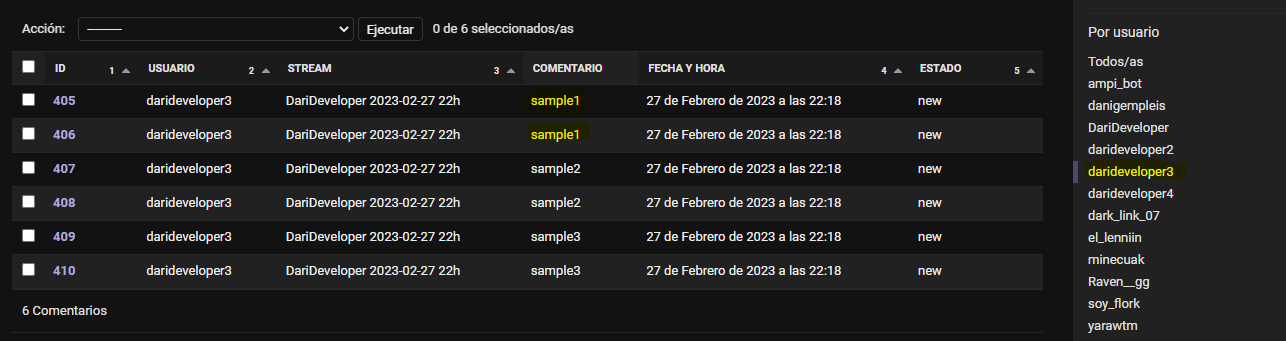 Acción: --------- Ejecutar 0 de 6 seleccionados/as
ID 1 USUARIO 2 STREAM 3 COMENTARIO FECHA Y HORA 4 ESTADO 5
405 darideveloper3 DariDeveloper 2023-02-27 22h sample1 27 de Febrero de 2023 a las 22:18 new
406 darideveloper3 DariDeveloper 2023-02-27 22h sample1 27 de Febrero de 2023 a las 22:18 new
407 darideveloper3 DariDeveloper 2023-02-27 22h sample2 27 de Febrero de 2023 a las 22:18 new
408 darideveloper3 DariDeveloper 2023-02-27 22h sample2 27 de Febrero de 2023 a las 22:18 new
409 darideveloper3 DariDeveloper 2023-02-27 22h sample3 27 de Febrero de 2023 a las 22:18 new
410 darideveloper3 DariDeveloper 2023-02-27 22h sample3 27 de Febrero de 2023 a las 22:18 new
6 Comentarios
Por usuario
Todos/as
ampi_bot
danigempleis
DariDeveloper
darideveloper2
darideveloper3
darideveloper4
dark_link_07
el_lenniin
minecuak
Raven__gg
soy_flork
yarawtm